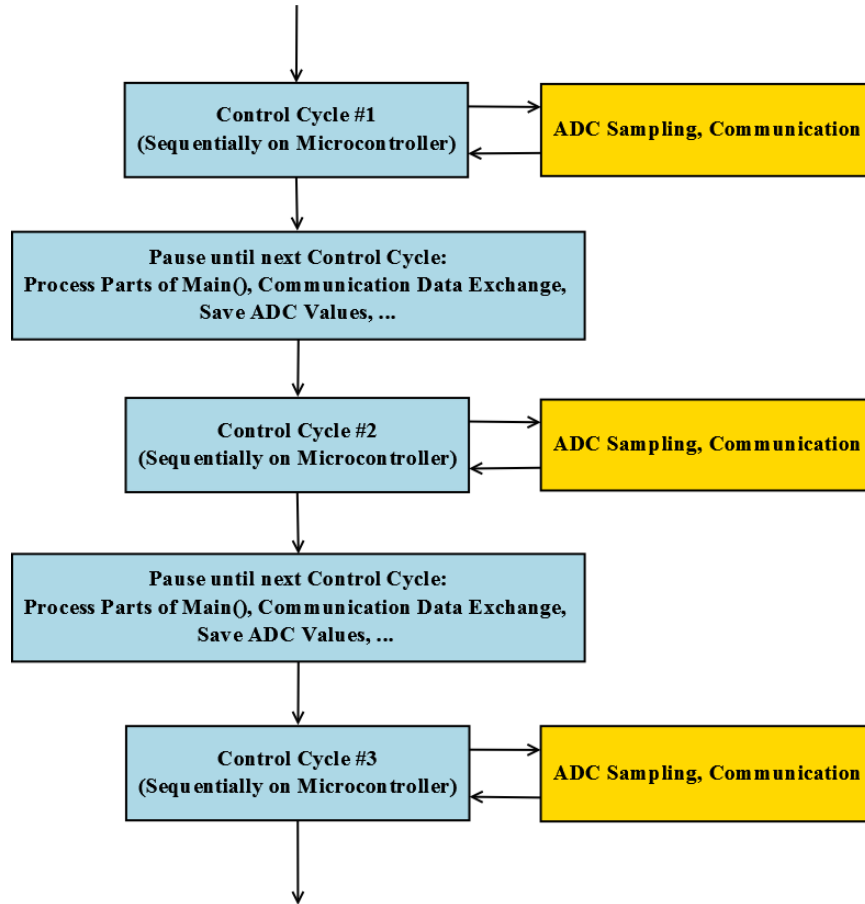 Control Cycle #1
(Sequentially on Microcontroller)
ADC Sampling, Communication
Pause until next Control Cycle:
Process Parts of Main(), Communication Data Exchange,
Save ADC Values, ...
Control Cycle #2
(Sequentially on Microcontroller)
ADC Sampling, Communication
Pause until next Control Cycle:
Process Parts of Main(), Communication Data Exchange,
Save ADC Values, ...
Control Cycle #3
(Sequentially on Microcontroller)
ADC Sampling, Communication